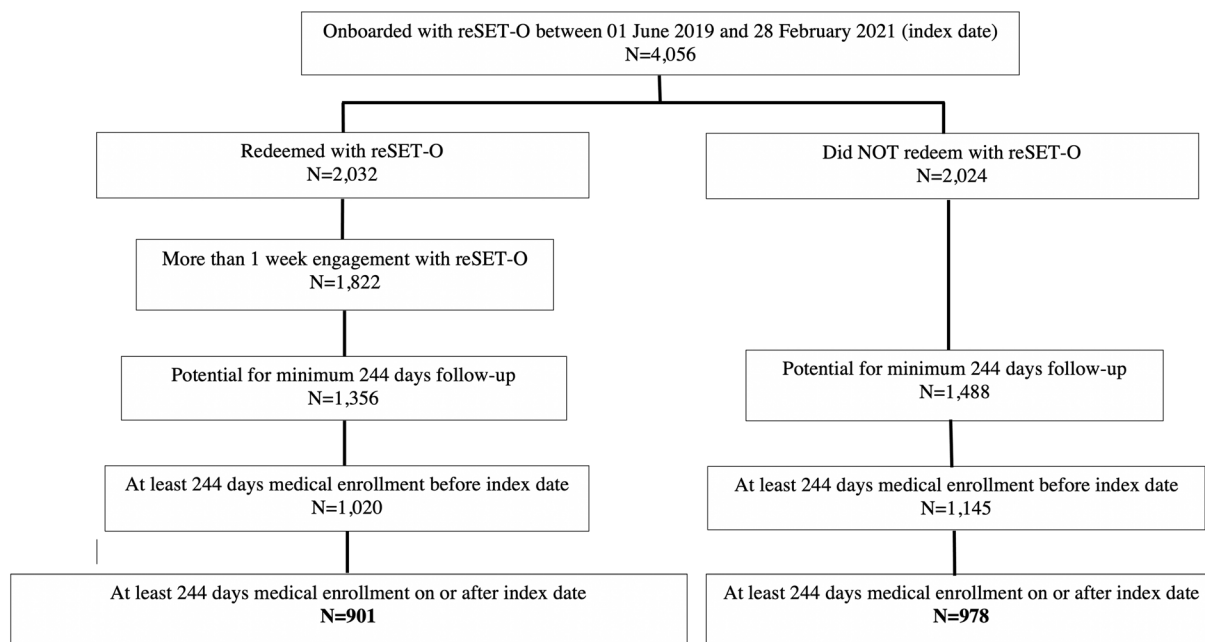 Onboarded with reSET-O between 01 June 2019 and 28 February 2021 (index date)
N=4,056
Redeemed with reSET-O
N=2,032
Did NOT redeem with reSET-O
N=2,024
More than 1 week engagement with reSET-O
N=1,822
Potential for minimum 244 days follow-up
N=1,356
Potential for minimum 244 days follow-up
N=1,488
At least 244 days medical enrollment before index date
N=1,020
At least 244 days medical enrollment before index date
N=1,145
At least 244 days medical enrollment on or after index date
N=901
At least 244 days medical enrollment on or after index date
N=978